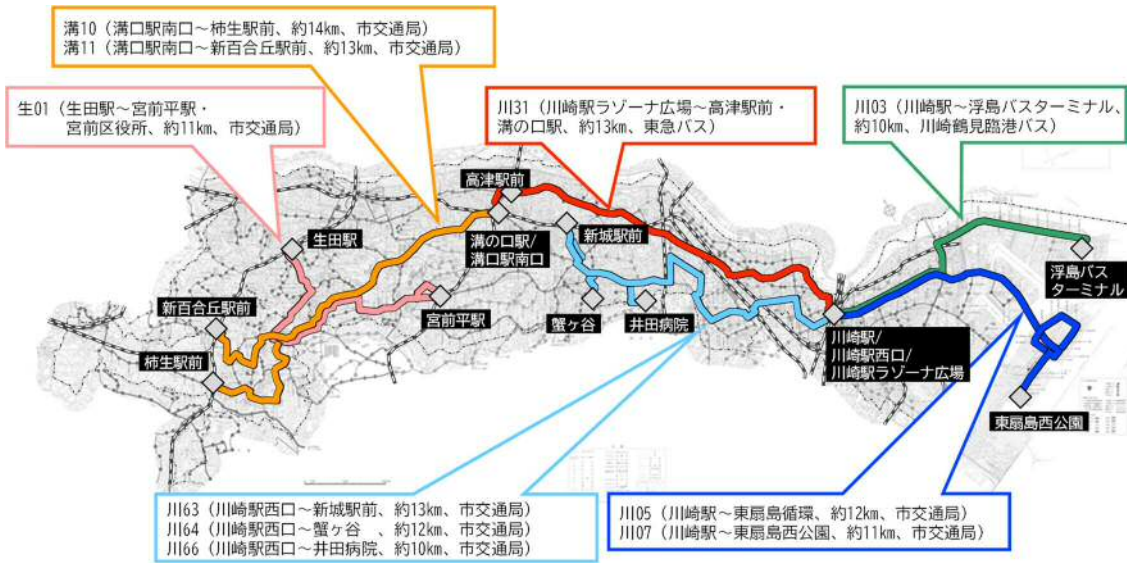 溝10（溝口駅南口～柿生駅前、約14km、市交通局）
溝11（溝口駅南口～新百合丘駅前、約13km、市交通局）
生01（生田駅～宮前平駅・
宮前区役所、約11km、市交通局）
川31（川崎駅ラゾーナ広場～高津駅前・
溝の口駅、約13km、東急バス）
川03（川崎駅～浮島バスターミナル、
約10km、川崎鶴見臨港バス）
高津駅前
生田駅
溝の口駅/
溝口駅南口
新城駅前
浮島バス
ターミナル
新百合丘駅前
宮前平駅
蟹ヶ谷
井田病院
川崎駅/
川崎駅西口/
川崎駅ラゾーナ広場
柿生駅前
東扇島西公園
川63（川崎駅西口～新城駅前、約13km、市交通局）
川64（川崎駅西口～蟹ヶ谷　、約12km、市交通局）
川66（川崎駅西口～井田病院、約10km、市交通局）
川05（川崎駅～東扇島循環、約12km、市交通局）
川07（川崎駅～東扇島西公園、約11km、市交通局）